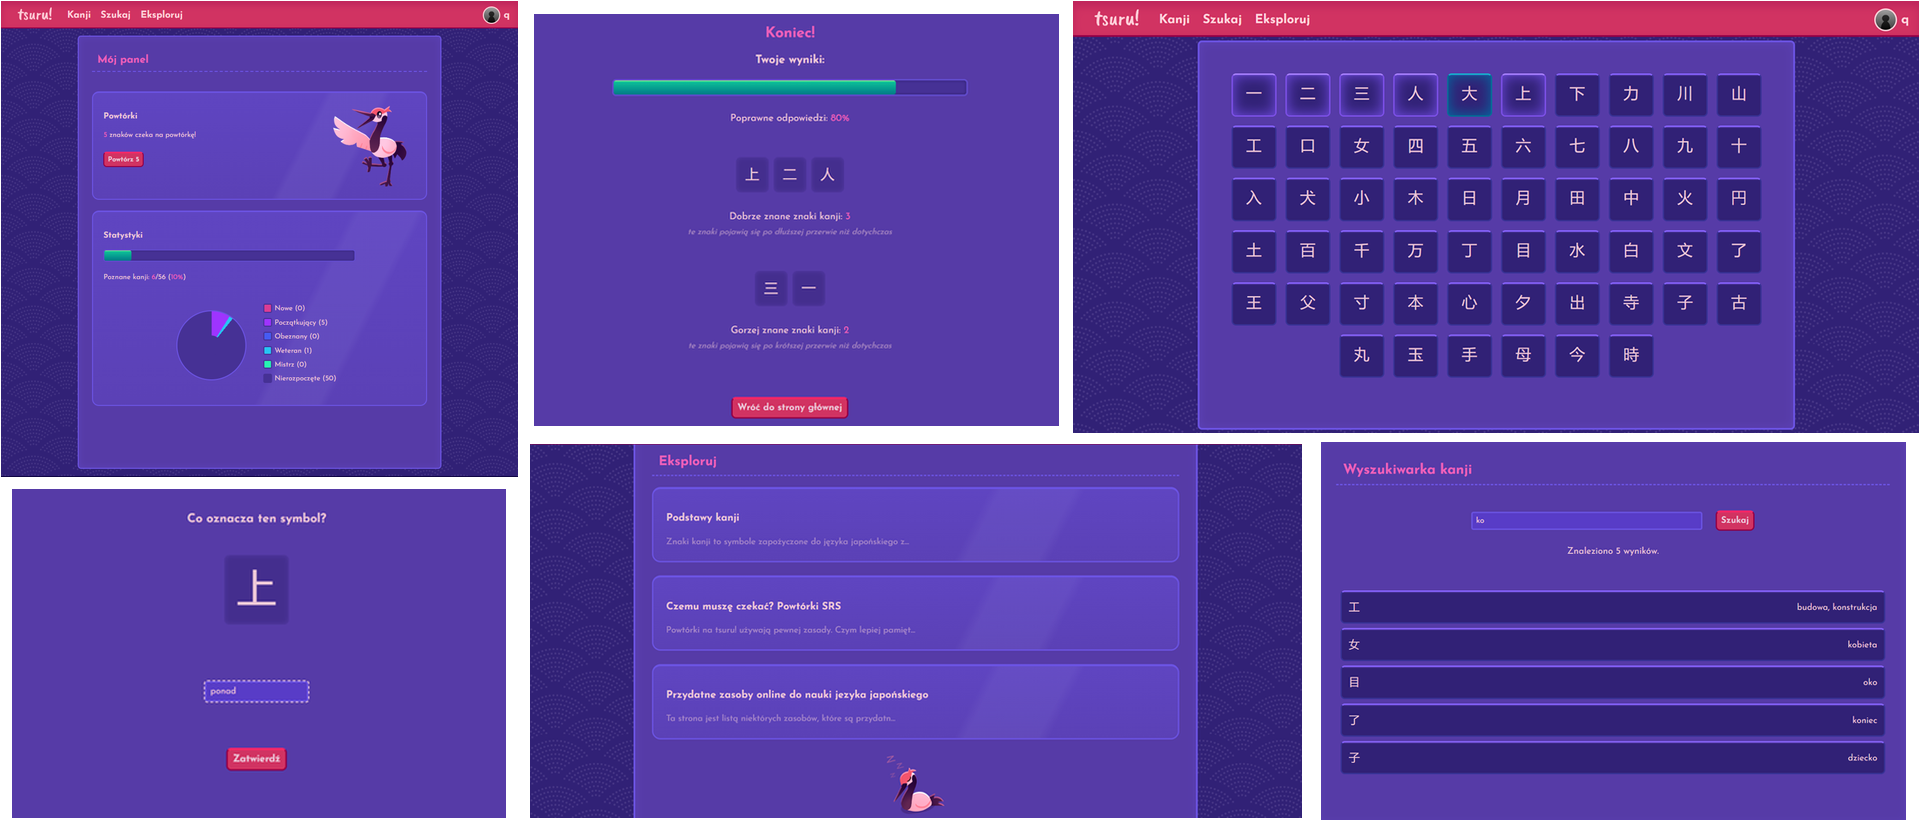 tsuru!
Kanji Szukaj Eksploruj
q
Mój panel
Powtórki
5 znaków czeka na powtórkę!
Powtórz 5
Statystyki
Poznane kanji: 6/56 (10%)
Nowe (0)
Początkujący (5)
Obeznany (0)
Weteran (1)
Mistrz (0)
Nierozpoczęte (50)
Koniec!
Twoje wyniki:
Poprawne odpowiedzi: 80%
上 二 人
Dobrze znane znaki kanji: 3
te znaki pojawią się po dłuższej przerwie niż dotychczas
三 一
Gorzej znane znaki kanji: 2
te znaki pojawią się po krótszej przerwie niż dotychczas
Wróć do strony głównej
tsuru!
Kanji Szukaj Eksploruj
q
一 二 三 人 大 上 下 力 川 山
工 口 女 四 五 六 七 八 九 十
入 犬 小 木 日 月 田 中 火 円
土 百 千 万 丁 目 水 白 文 了
王 父 寸 本 心 夕 出 寺 子 古
丸 玉 手 母 今 時
Co oznacza ten symbol?
上
ponad
Zatwierdź
Eksploruj
Podstawy kanji
Znaki kanji to symbole zapożyczone do języka japońskiego z...
Czemu muszę czekać? Powtórki SRS
Powtórki na tsuru! używają pewnej zasady. Czym lepiej pamięt...
Przydatne zasoby online do nauki jezyka japońskiego
Ta strona jest listą niektórych zasobów, które są przydatn...
z z z
Wyszukiwarka kanji
ko
Szukaj
Znaleziono 5 wyników.
工 budowa, konstrukcja
女 kobieta
目 oko
了 koniec
子 dziecko